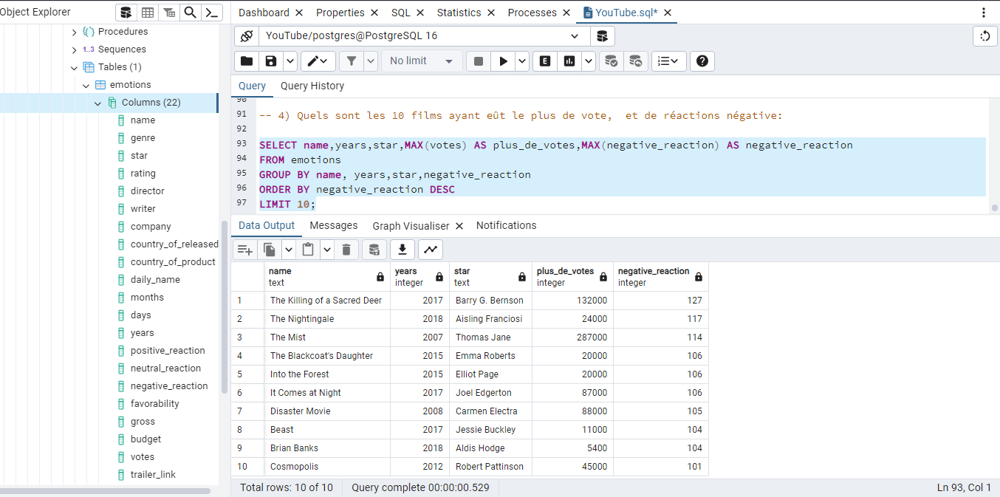 Object Explorer
Procedures
1..3 Sequences
Tables (1)
emotions
Columns (22)
name
genre
star
rating
director
writer
company
country_of_released
country_of_product
daily_name
months
days
years
positive_reaction
neutral_reaction
negative_reaction
favorability
gross
budget
votes
trailer_link
Dashboard Properties SQL Statistics Processes YouTube.sql*
YouTube/postgres@PostgreSQL 16
No limit
E
Query Query History
90
91 -- 4) Quels sont les 10 films ayant eût le plus de vote, et de réactions négative:
92
93 SELECT name,years,star,MAX(votes) AS plus_de_votes,MAX(negative_reaction) AS negative_reaction
94 FROM emotions
95 GROUP BY name, years,star,negative_reaction
96 ORDER BY negative_reaction DESC
97 LIMIT 10;
Data Output Messages Graph Visualiser Notifications
name years star plus_de_votes negative_reaction
text integer text integer integer
1 The Killing of a Sacred Deer 2017 Barry G. Bernson 132000 127
2 The Nightingale 2018 Aisling Franciosi 24000 117
3 The Mist 2007 Thomas Jane 287000 114
4 The Blackcoat's Daughter 2015 Emma Roberts 20000 106
5 Into the Forest 2015 Elliot Page 20000 106
6 It Comes at Night 2017 Joel Edgerton 87000 106
7 Disaster Movie 2008 Carmen Electra 88000 105
8 Beast 2017 Jessie Buckley 11000 104
9 Brian Banks 2018 Aldis Hodge 5400 104
10 Cosmopolis 2012 Robert Pattinson 45000 101
Total rows: 10 of 10 Query complete 00:00:00.529 Ln 93, Col 1